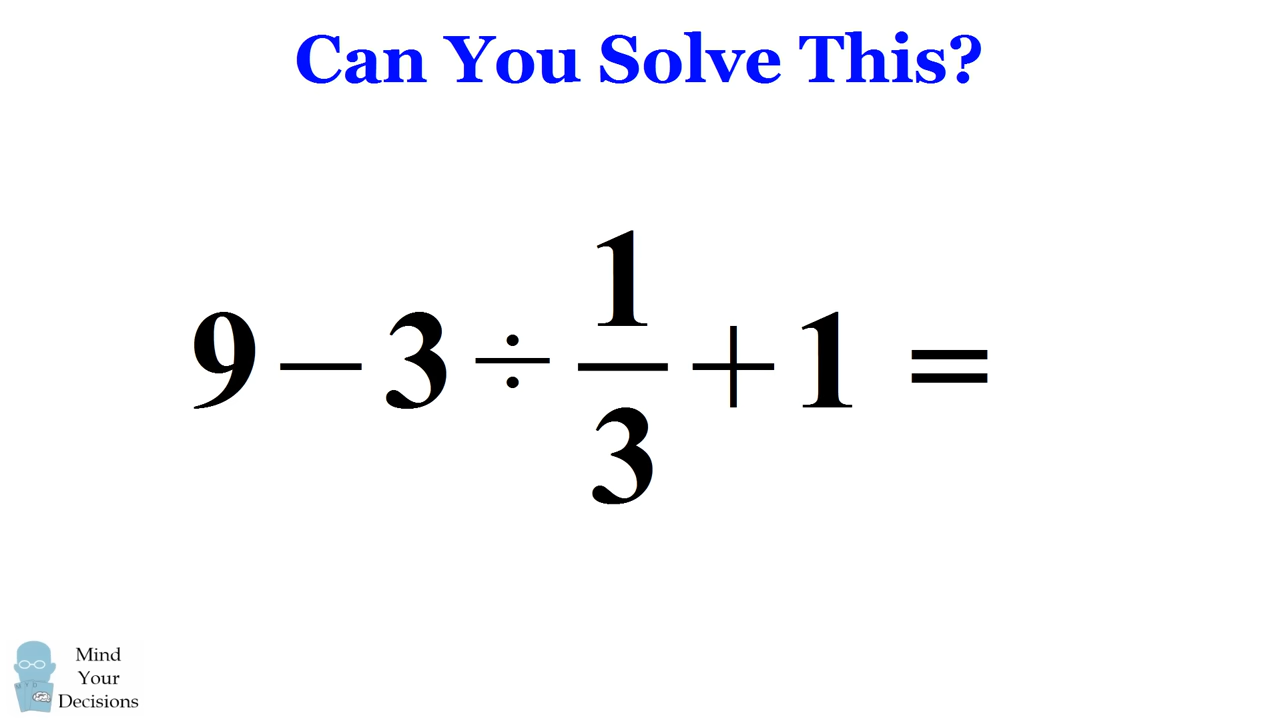 Can You Solve This?
9 − 3 ÷ 1/3 + 1 =
Mind
Your
Decisions